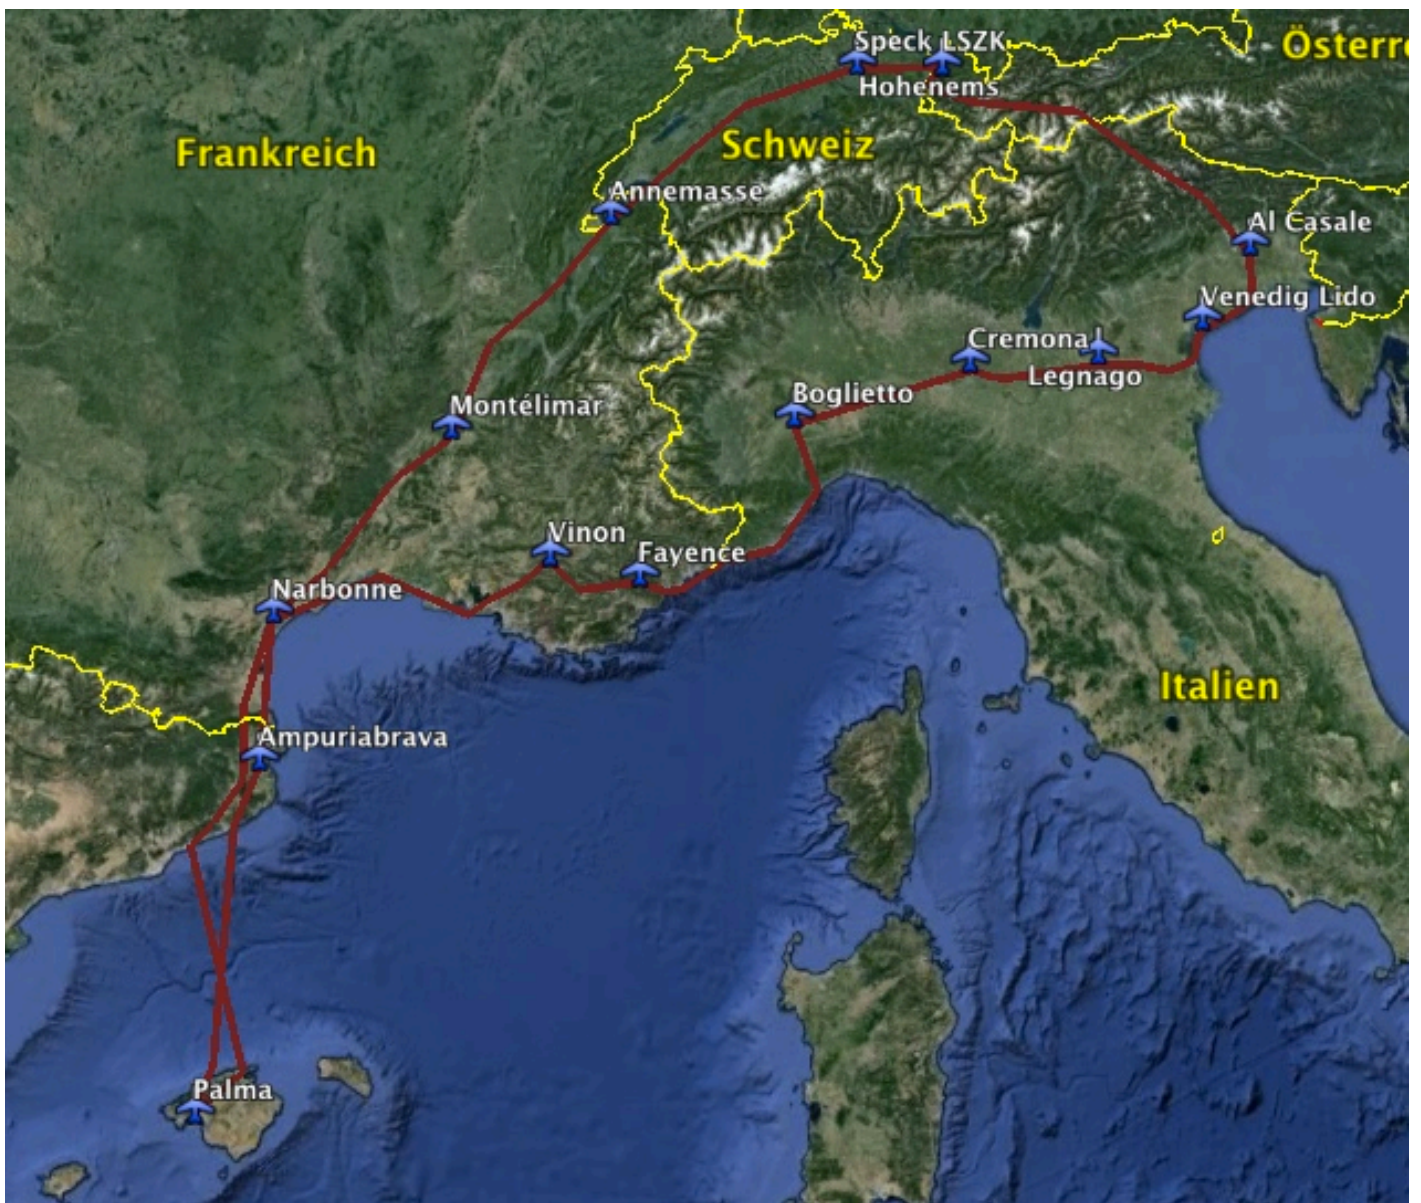 Speck LSZK
Österre
Hohenems
Frankreich
Schweiz
Annemasse
Al Casale
Venedig Lido
Cremona
Legnago
Boglietto
Montélimar
Vinon
Fayence
Narbonne
Italien
Ampuriabrava
Palma